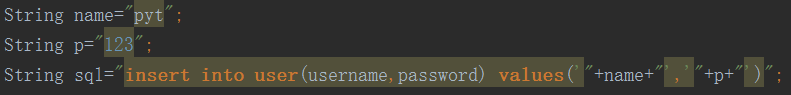 String name="pyt";
String p="123";
String sql="insert into user(username,password) values('"+name+"','"+p+"')";